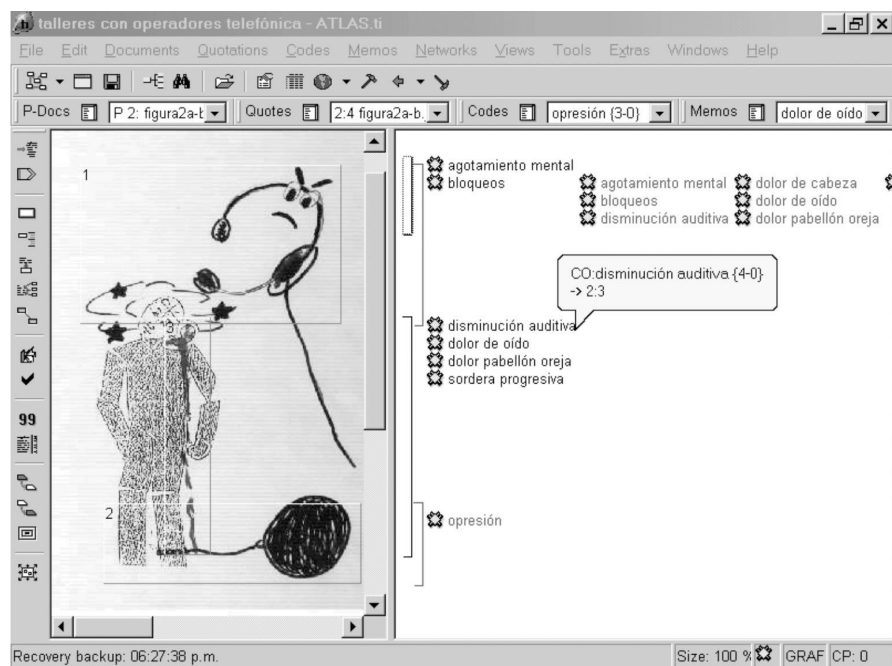 talleres con operadores telefónica - ATLAS.ti
File Edit Documents Quotations Codes Memos Networks Views Tools Extras Windows Help
P-Docs P 2: figura2a-b Quotes 2:4 figura2a-b. Codes opresión {3-0} Memos dolor de oído
1
agotamiento mental
bloqueos
agotamiento mental dolor de cabeza
bloqueos dolor de oído
disminución auditiva dolor pabellón oreja
CO:disminución auditiva {4-0}
-> 2:3
3
disminución auditiva
dolor de oído
dolor pabellón oreja
sordera progresiva
99
2
opresión
Recovery backup: 06:27:38 p.m. Size: 100 % GRAF CP: 0